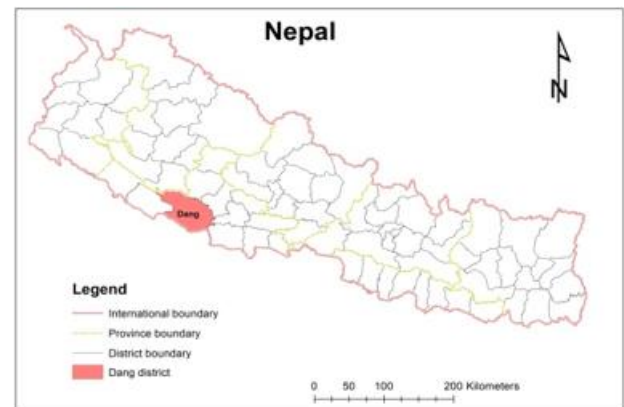 Nepal
N
Dang
Legend
International boundary
Province boundary
District boundary
Dang district
0 50 100 200 Kilometers